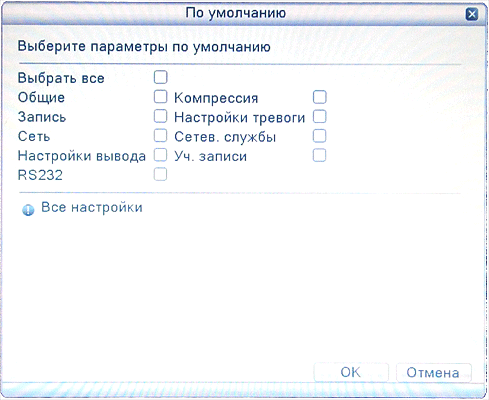 По умолчанию
Выберите параметры по умолчанию
Выбрать все
Общие Компрессия
Запись Настройки тревоги
Сеть Сетев. службы
Настройки вывода Уч. записи
RS232
Все настройки
OK Отмена